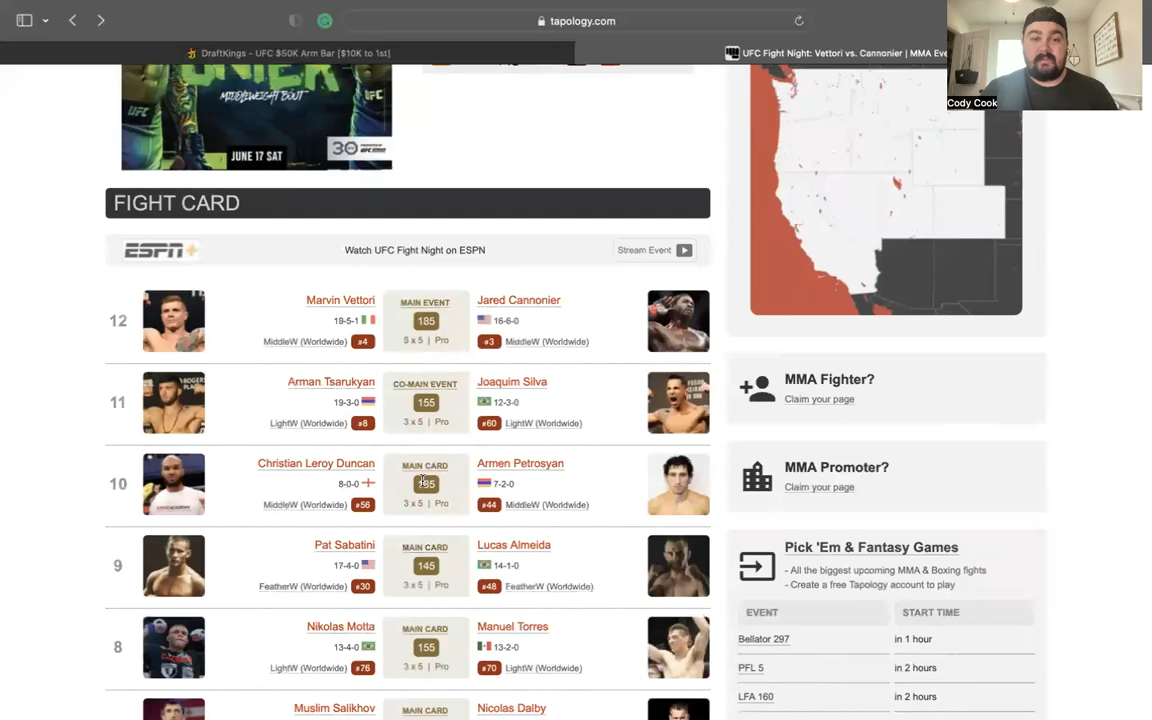 tapology.com
DraftKings - UFC $50K Arm Bar [$10K to 1st]
UFC Fight Night: Vettori vs. Cannonier | MMA Eve
Cody Cook
MIDDLEWEIGHT BOUT
UFC
JUNE 17 SAT
30
FIGHT CARD
ESPN+
Watch UFC Fight Night on ESPN
Stream Event
12
Marvin Vettori
19-5-1
MiddleW (Worldwide) #4
MAIN EVENT
185
3 x 5 | Pro
Jared Cannonier
16-6-0
#3 MiddleW (Worldwide)
11
Arman Tsarukyan
19-3-0
LightW (Worldwide) #8
CO-MAIN EVENT
155
3 x 5 | Pro
Joaquim Silva
12-3-0
#60 LightW (Worldwide)
10
Christian Leroy Duncan
8-0-0
MiddleW (Worldwide) #56
MAIN CARD
3 x 5 | Pro
Armen Petrosyan
7-2-0
#44 MiddleW (Worldwide)
9
Pat Sabatini
17-4-0
FeatherW (Worldwide) #30
MAIN CARD
145
3 x 5 | Pro
Lucas Almeida
14-1-0
#48 FeatherW (Worldwide)
8
Nikolas Motta
13-4-0
LightW (Worldwide) #76
MAIN CARD
155
3 x 5 | Pro
Manuel Torres
13-2-0
#70 LightW (Worldwide)
Muslim Salikhov
MAIN CARD
Nicolas Dalby
MMA Fighter?
Claim your page
MMA Promoter?
Claim your page
Pick 'Em & Fantasy Games
- All the biggest upcoming MMA & Boxing fights
- Create a free Tapology account to play
EVENT START TIME
Bellator 297 in 1 hour
PFL 5 in 2 hours
LFA 160 in 2 hours